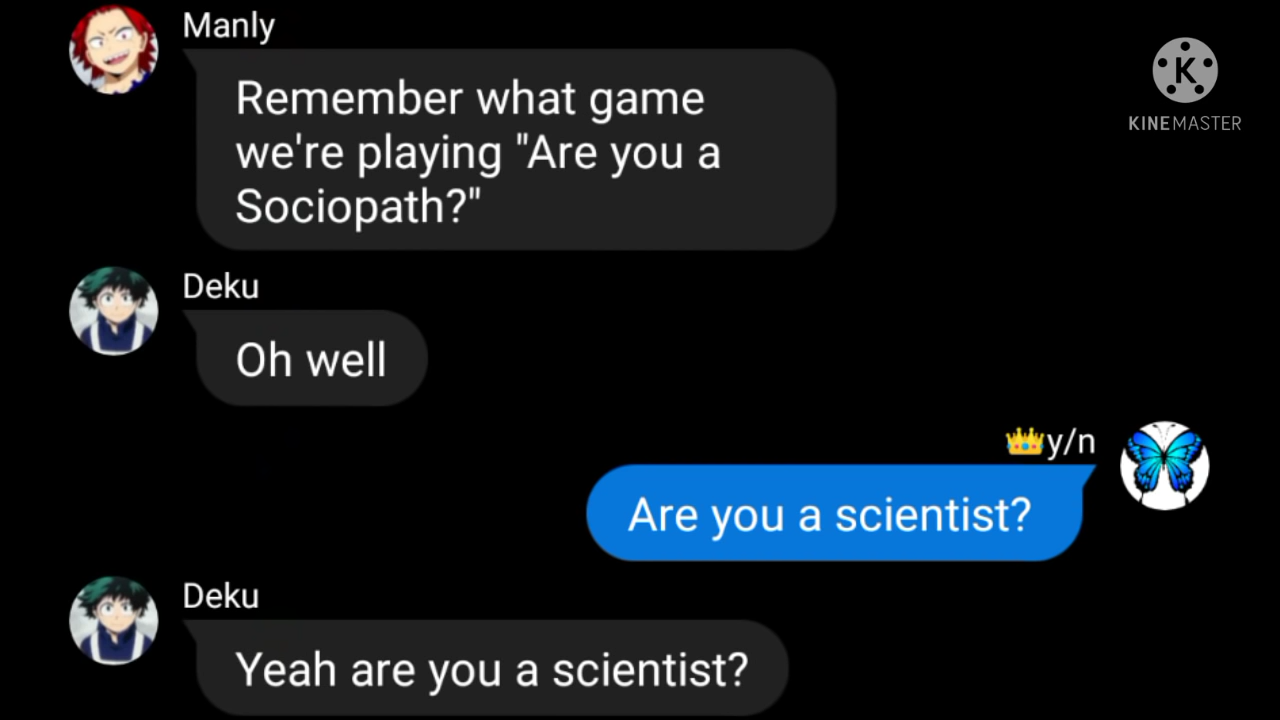 Manly
Remember what game
we're playing "Are you a
Sociopath?"
K
KINEMASTER
Deku
Oh well
👑y/n
Are you a scientist?
Deku
Yeah are you a scientist?